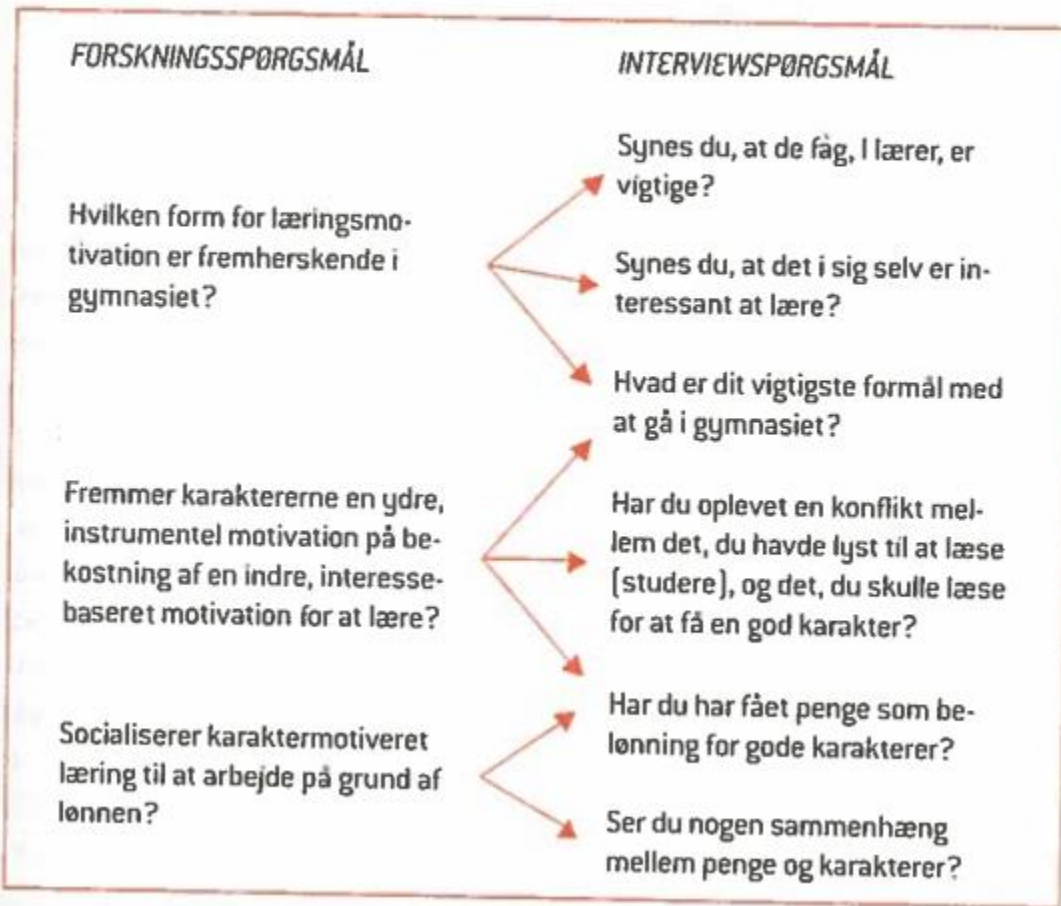 FORSKNINGSSPØRGSMÅL
Hvilken form for læringsmo-
tivation er fremherskende i
gymnasiet?
Fremmer karaktererne en ydre,
instrumentel motivation på be-
kostning af en indre, interesse-
baseret motivation for at lære?
Socialiserer karaktermotiveret
læring til at arbejde på grund af
lønnen?
INTERVIEWSPØRGSMÅL
Synes du, at de fag, I lærer, er
vigtige?
Synes du, at det i sig selv er in-
teressant at lære?
Hvad er dit vigtigste formål med
at gå i gymnasiet?
Har du oplevet en konflikt mel-
lem det, du havde lyst til at læse
(studere), og det, du skulle læse
for at få en god karakter?
Har du har fået penge som be-
lønning for gode karakterer?
Ser du nogen sammenhæng
mellem penge og karakterer?